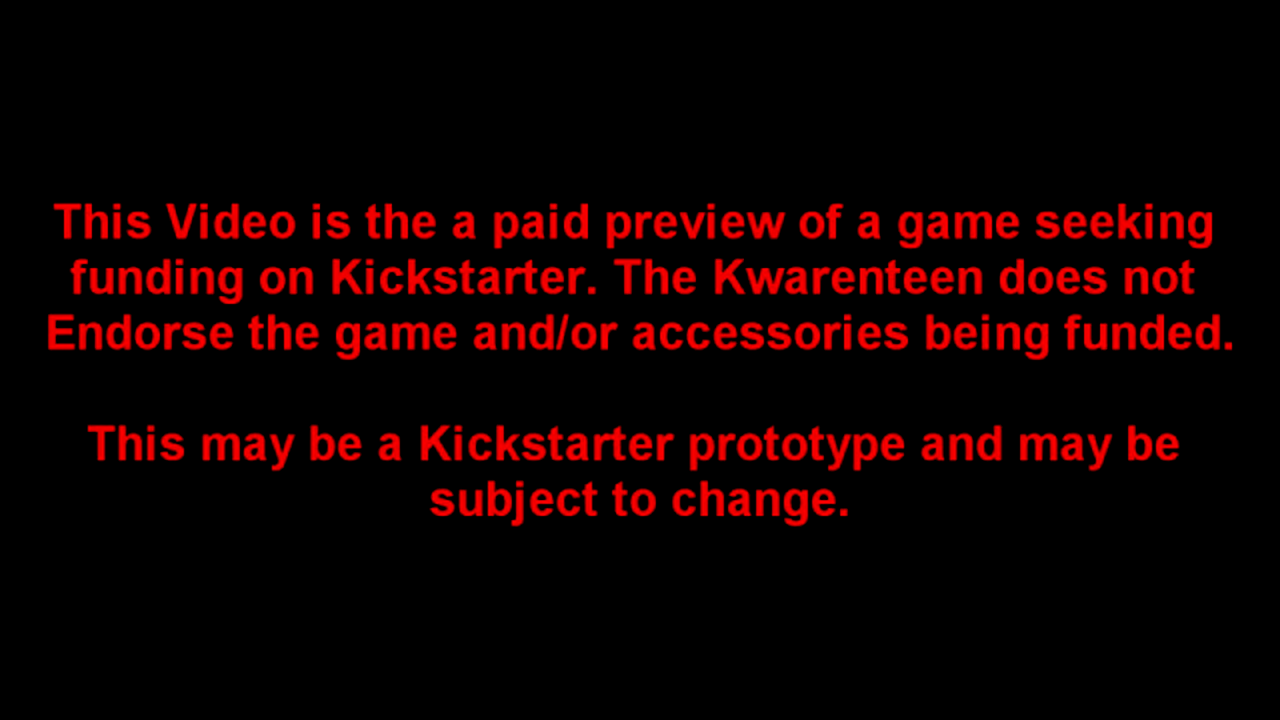 This Video is the a paid preview of a game seeking
funding on Kickstarter. The Kwarenteen does not
Endorse the game and/or accessories being funded.
This may be a Kickstarter prototype and may be
subject to change.